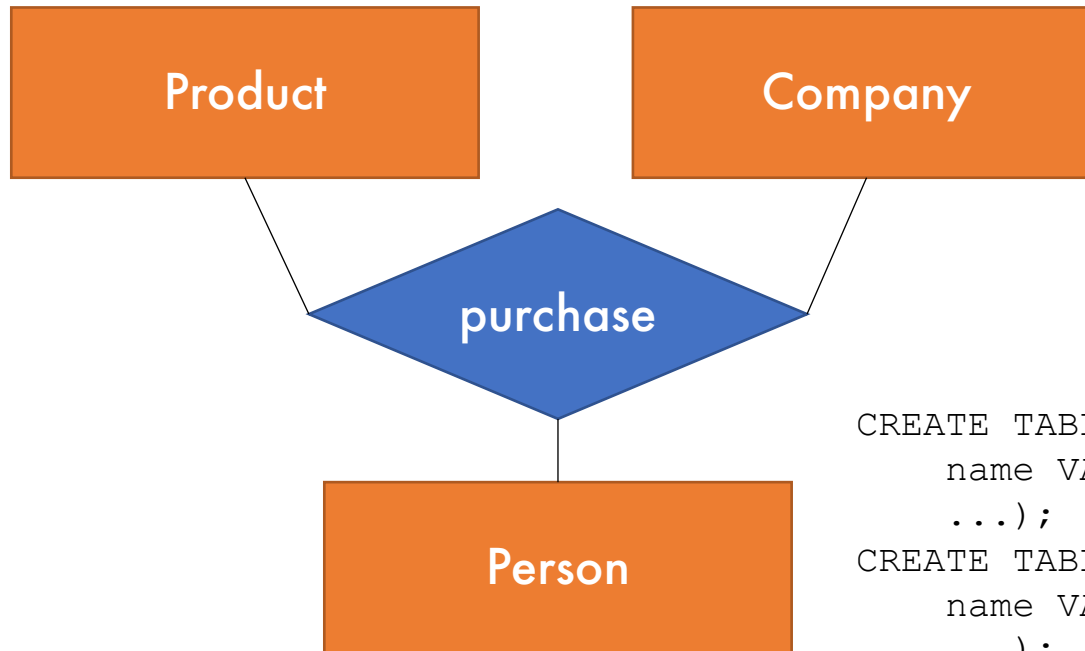 Product
Company
purchase
CREATE
name
...);
Person
CREATE
name
);